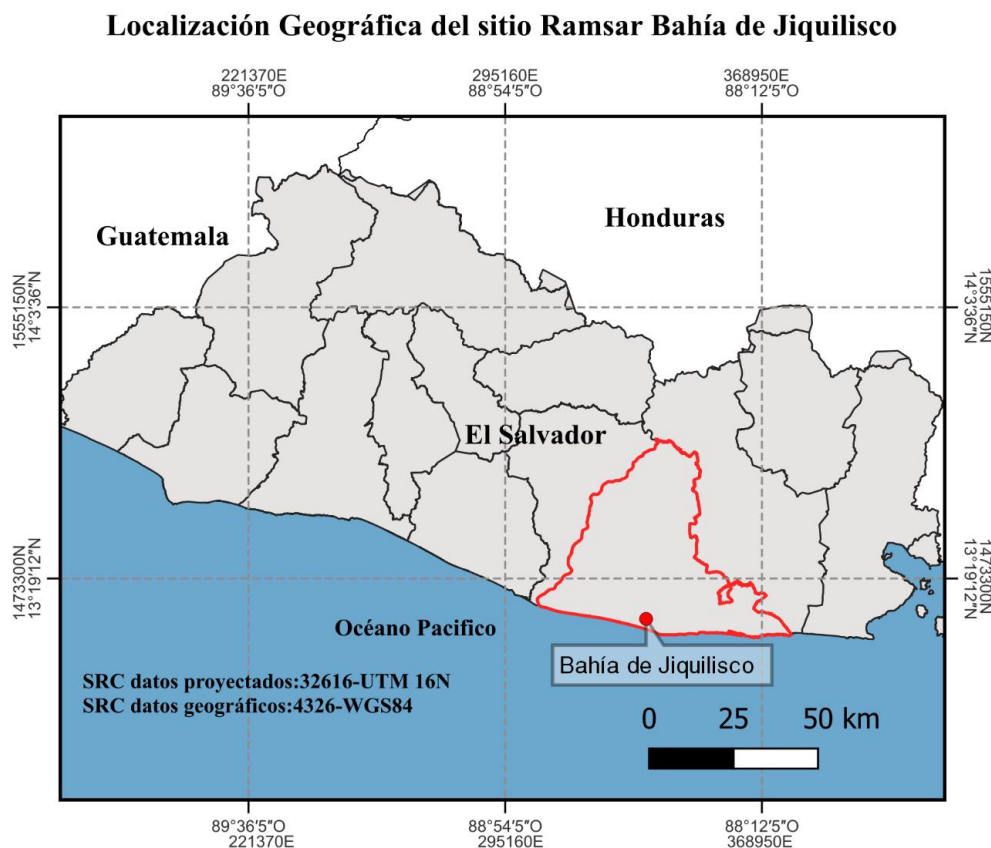 Localización Geográfica del sitio Ramsar Bahía de Jiquilisco
221370E
89°36′5″O
295160E
88°54′5″O
368950E
88°12′5″O
Guatemala
Honduras
1555150N
14°3′36″N
1555150N
14°3′36″N
El Salvador
1473300N
13°19′12″N
1473300N
13°19′12″N
Océano Pacifico
Bahía de Jiquilisco
SRC datos proyectados:32616-UTM 16N
SRC datos geográficos:4326-WGS84
0 25 50 km
89°36′5″O
221370E
88°54′5″O
295160E
88°12′5″O
368950E